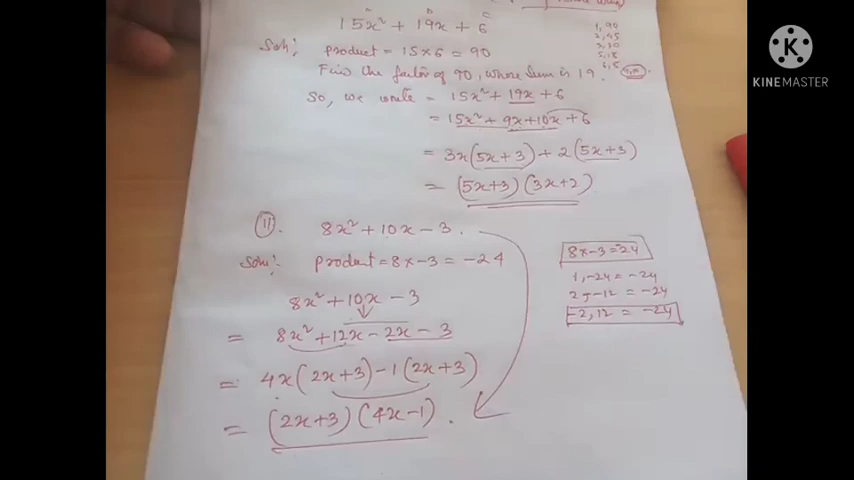 a b c
15x² + 19x + 6
Soln: product = 15 × 6 = 90
Find the factor of 90, whose sum is 19.
So, we write = 15x² + 19x + 6
= 15x² + 9x + 10x + 6
= 3x(5x+3) + 2(5x+3)
= (5x+3)(3x+2)
1, 90
2, 45
3, 30
5, 18
(11). 8x² + 10x - 3.
Soln: product = 8x-3 = -24
8x² + 10x - 3
= 8x² + 12x - 2x - 3
= 4x(2x+3) - 1(2x+3)
= (2x+3)(4x-1).
8x-3 = 24
1, -24 = -24
2, -12 = -24
-2, 12 = -24
K
KINEMASTER